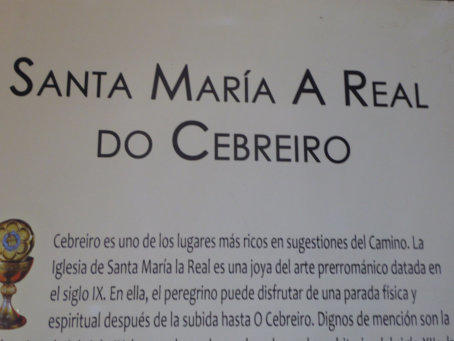 SANTA MARÍA A REAL
DO CEBREIRO
Cebreiro es uno de los lugares más ricos en sugestiones del Camino. La
Iglesia de Santa María la Real es una joya del arte prerrománico datada en
el siglo IX. En ella, el peregrino puede disfrutar de una parada física y
espiritual después de la subida hasta O Cebreiro. Dignos de mención son la